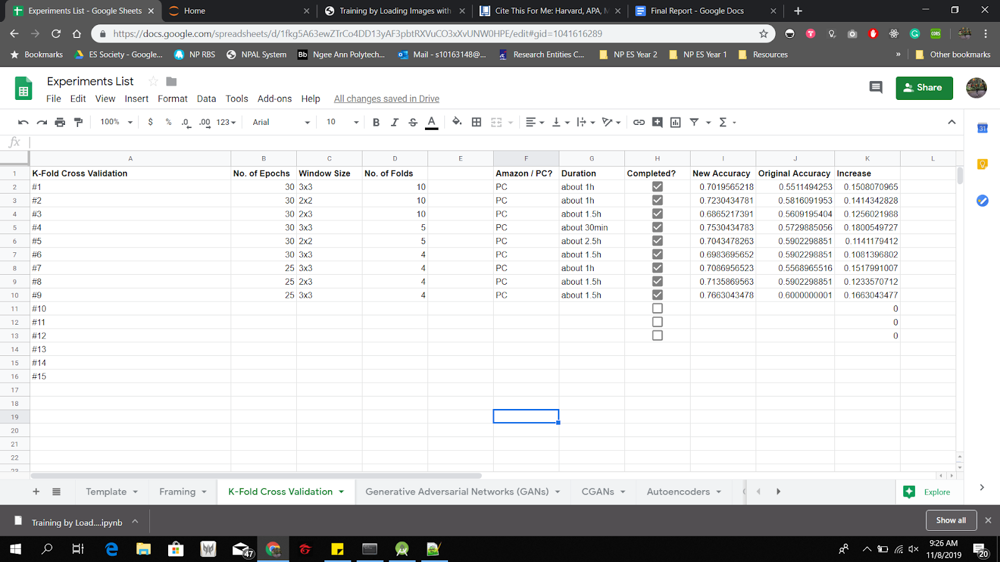 Experiments List - Google Sheets
Home
Training by Loading Images with
Cite This For Me: Harvard, APA, M
Final Report - Google Docs
https://docs.google.com/spreadsheets/d/1fkg5A63ewZTrCo4DD13yAF3pbtRXVuCO3xXvUNW0HPE/edit#gid=1041616289
CORS
Bookmarks
ES Society - Google...
NP RBS
NPAL System
Bb Ngee Ann Polytech...
Mail - s10163148@...
Research Entities C...
NP ES Year 2
NP ES Year 1
Resources
»
Other bookmarks
Experiments List
Share
File Edit View Insert Format Data Tools Add-ons Help All changes saved in Drive
100% $ % .0 .00 123 Arial 10 B I S A Σ
31
fx
A B C D E F G H I J K L
1 K-Fold Cross Validation No. of Epochs Window Size No. of Folds Amazon / PC? Duration Completed? New Accuracy Original Accuracy Increase
2 #1 30 3x3 10 PC about 1h 0.7019565218 0.5511494253 0.1508070965
3 #2 30 2x2 10 PC about 1h 0.7230434781 0.5816091953 0.1414342828
4 #3 30 2x3 10 PC about 1.5h 0.6865217391 0.5609195404 0.1256021988
5 #4 30 3x3 5 PC about 30min 0.7530434783 0.5729885056 0.1800549727
6 #5 30 2x2 5 PC about 2.5h 0.7043478263 0.5902298851 0.1141179412
7 #6 30 3x3 4 PC about 1.5h 0.6983695652 0.5902298851 0.1081396802
8 #7 25 3x3 4 PC about 1h 0.7086956523 0.5568965516 0.1517991007
9 #8 25 2x3 4 PC about 1.5h 0.7135869563 0.5902298851 0.1233570712
10 #9 25 3x3 4 PC about 1.5h 0.7663043478 0.6000000001 0.1663043477
11 #10 0
12 #11 0
13 #12 0
14 #13
15 #14
16 #15
17
18
19
20
21
22
23
Template
Framing
K-Fold Cross Validation
Generative Adversarial Networks (GANs)
CGANs
Autoencoders
Explore
Training by Load....ipynb
Show all
47
9:26 AM
11/8/2019
20